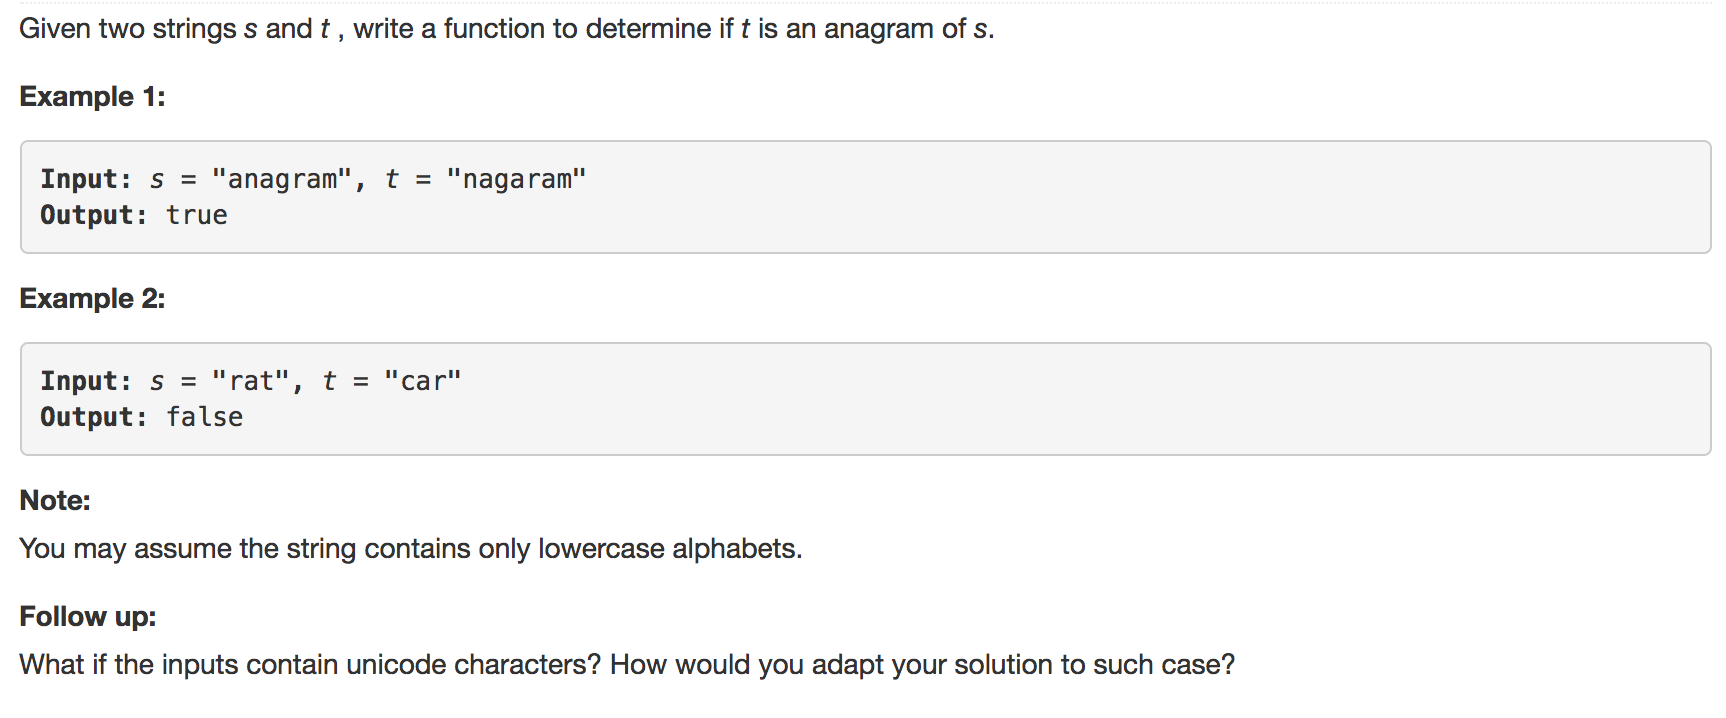 Given two strings s and t , write a function to determine if t is an anagram of s.
Example 1:
Input: s = "anagram", t = "nagaram"
Output: true
Example 2:
Input: s = "rat", t = "car"
Output: false
Note:
You may assume the string contains only lowercase alphabets.
Follow up:
What if the inputs contain unicode characters? How would you adapt your solution to such case?